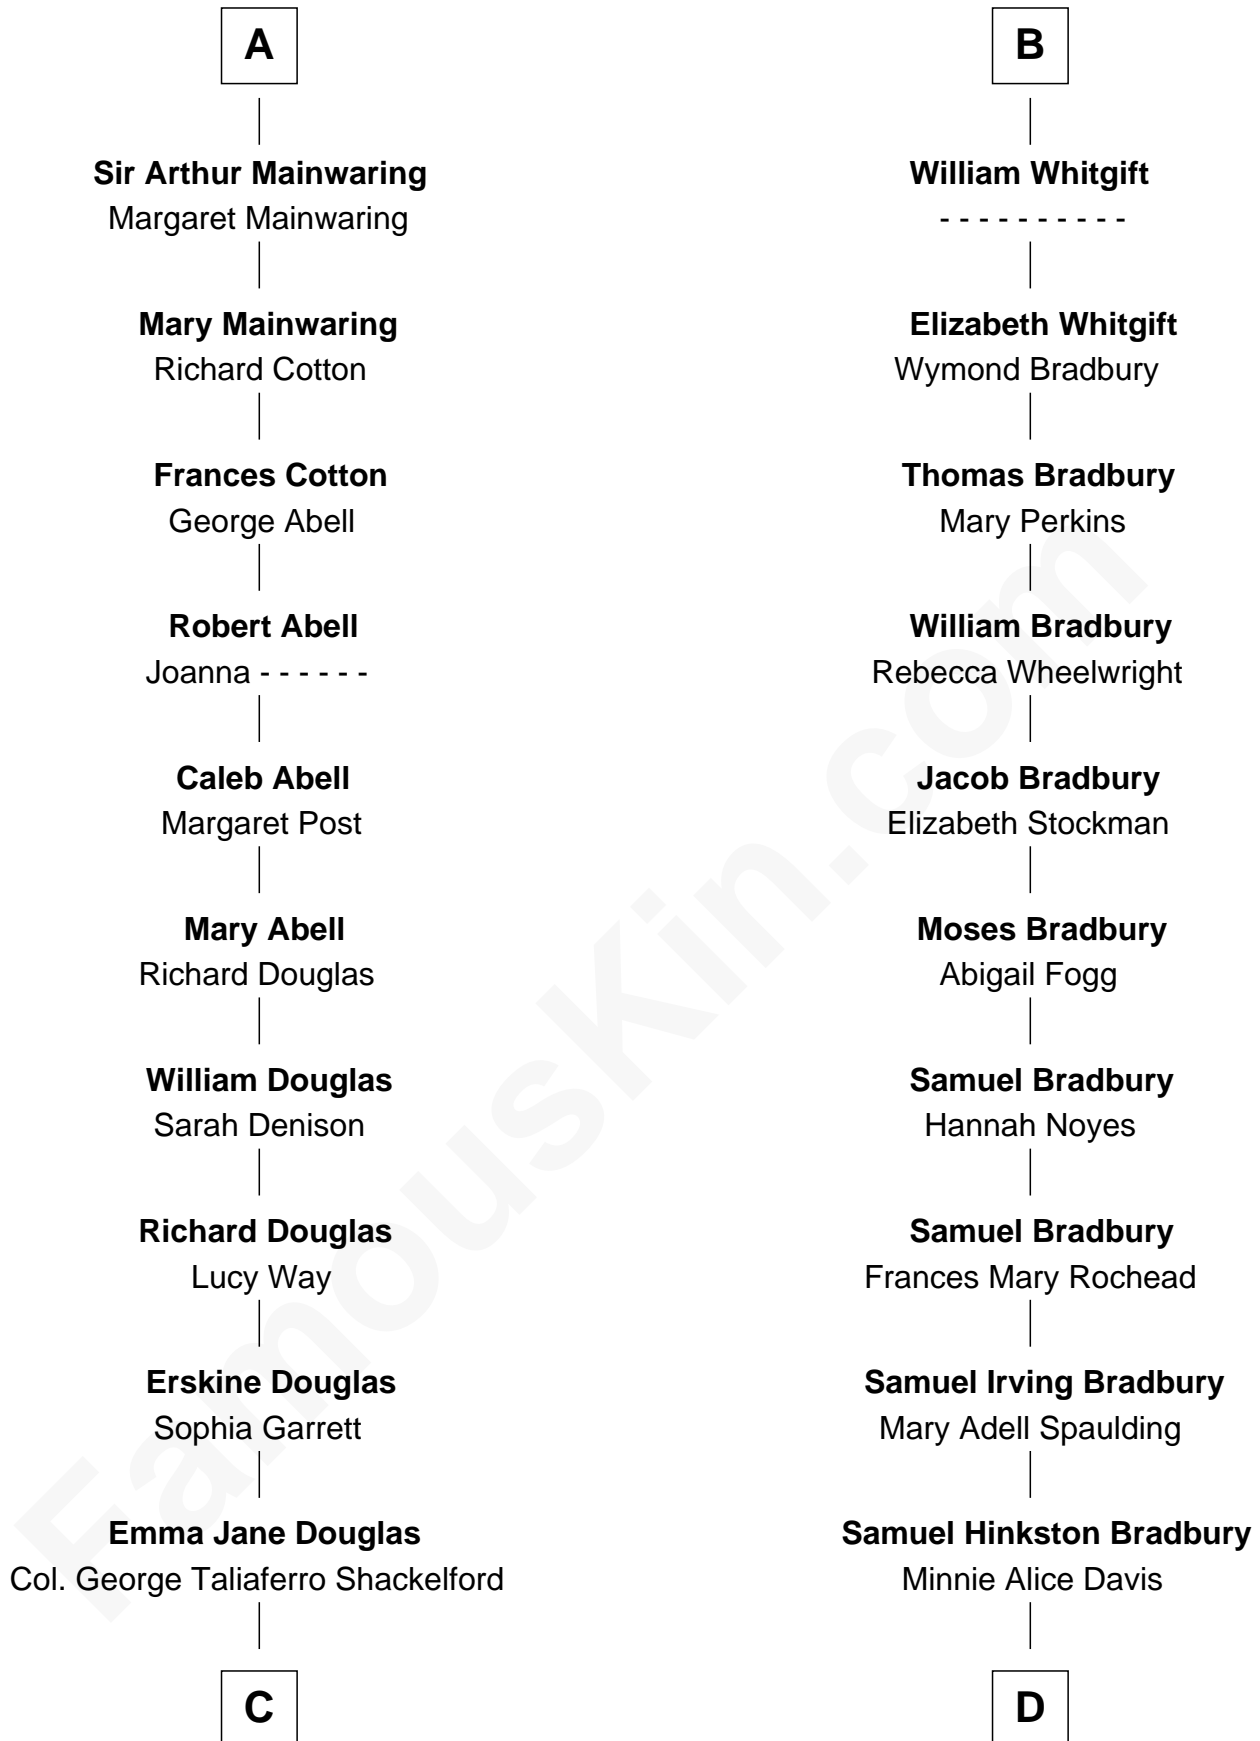 A
Sir Arthur Mainwaring
Margaret Mainwaring
Mary Mainwaring
Richard Cotton
Frances Cotton
George Abell
Robert Abell
Joanna - - - - - -
Caleb Abell
Margaret Post
Mary Abell
Richard Douglas
William Douglas
Sarah Denison
Richard Douglas
Lucy Way
Erskine Douglas
Sophia Garrett
Emma Jane Douglas
Col. George Taliaferro Shackelford
C
B
William Whitgift
- - - - - - - - - -
Elizabeth Whitgift
Wymond Bradbury
Thomas Bradbury
Mary Perkins
William Bradbury
Rebecca Wheelwright
Jacob Bradbury
Elizabeth Stockman
Moses Bradbury
Abigail Fogg
Samuel Bradbury
Hannah Noyes
Samuel Bradbury
Frances Mary Rochead
Samuel Irving Bradbury
Mary Adell Spaulding
Samuel Hinkston Bradbury
Minnie Alice Davis
D
FamousKin.com